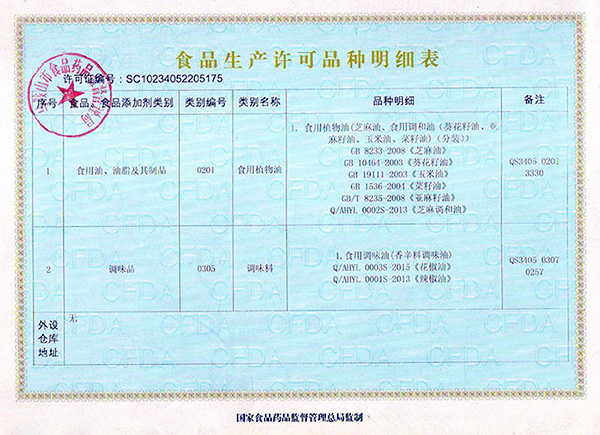 食品生产许可品种明细表
许可证编号：SC10234052205175
序号 食品、食品添加剂类别 类别编号 类别名称 品种明细 备注
1 食用油、油脂及其制品 0201 食用植物油
1. 食用植物油(芝麻油、食用调和油（葵花籽油、亚
麻籽油、玉米油、菜籽油)（分装))
GB 8233-2008《芝麻油》
GB 10464-2003《葵花籽油》
GB 19111-2003《玉米油》
GB 1536-2004《菜籽油》
GB/T 8235-2008《亚麻籽油》
Q/AHYL 0002S-2013《芝麻调和油》
QS3405 0201
3330
2 调味品 0305 调味料
1.食用调味油(香辛料调味油)
Q/AHYL 0003S-2015《花椒油》
Q/AHYL 0001S-2013《辣椒油》
QS3405 0307
0257
外设
仓库
地址
无
国家食品药品监督管理总局监制